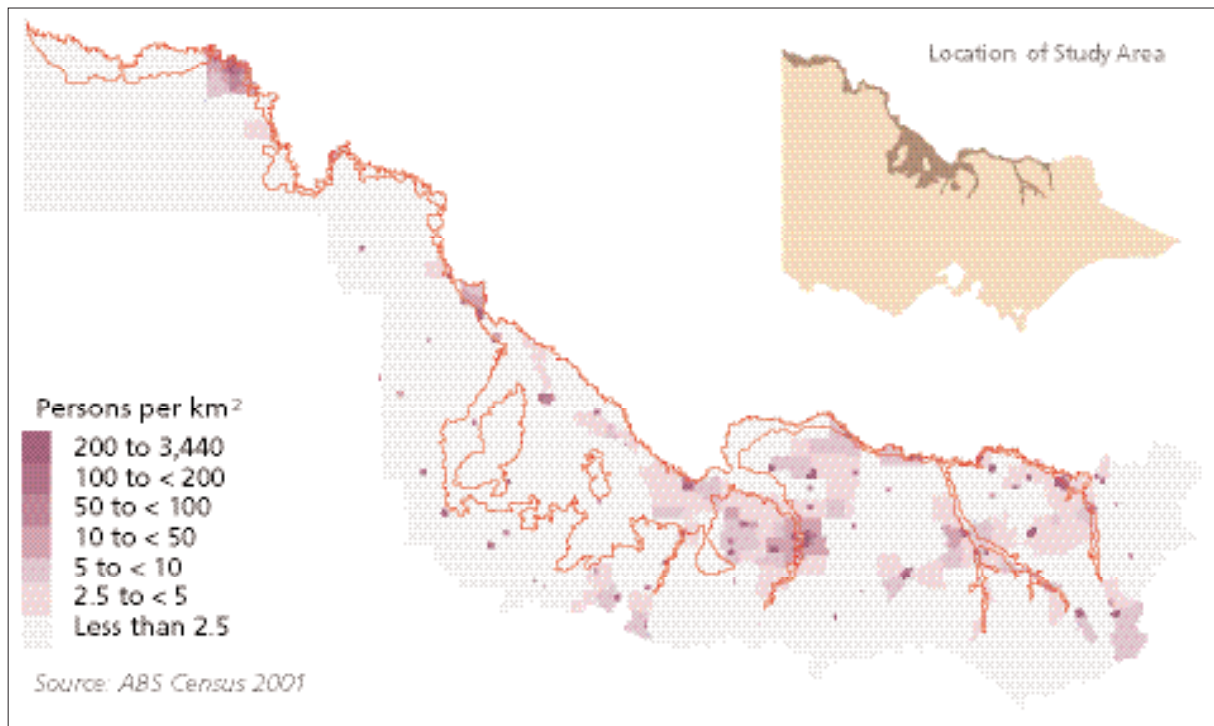 Location of Study Area
Persons per km²
200 to 3,440
100 to < 200
50 to < 100
10 to < 50
5 to < 10
2.5 to < 5
Less than 2.5
Source: ABS Census 2001